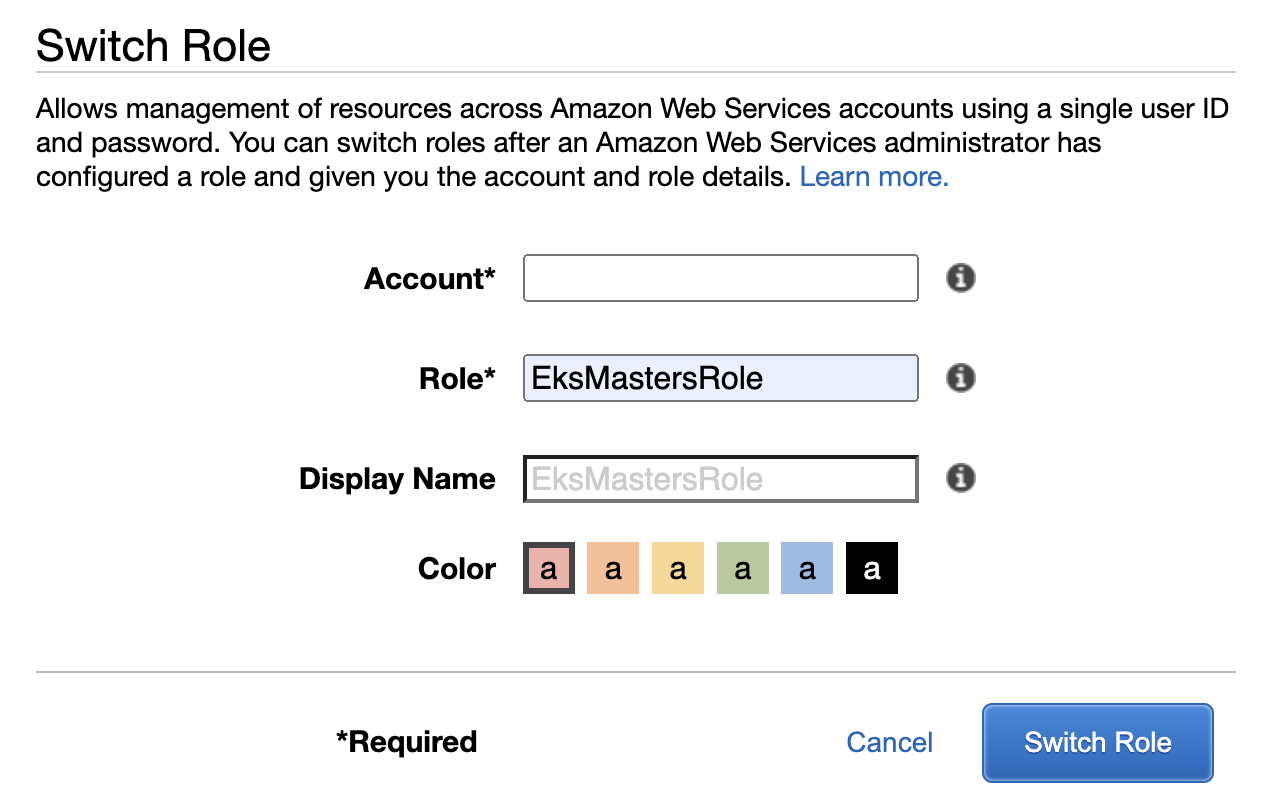 Switch Role
Allows management of resources across Amazon Web Services accounts using a single user ID
and password. You can switch roles after an Amazon Web Services administrator has
configured a role and given you the account and role details. Learn more.
Account*
Role* EksMastersRole
Display Name EksMastersRole
Color a a a a a a
*Required Cancel Switch Role